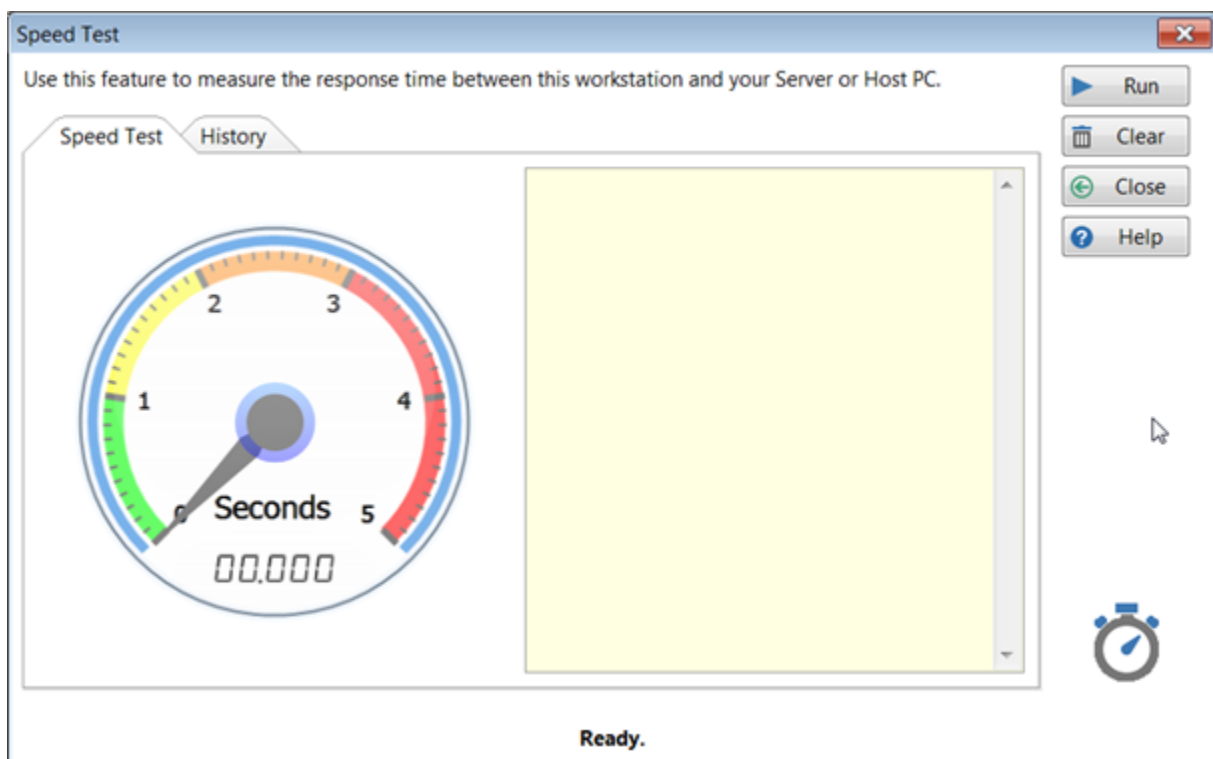 Speed Test
Use this feature to measure the response time between this workstation and your Server or Host PC.
Run
Speed Test
History
Clear
Close
Help
2
3
1
4
0
Seconds
5
00.000
Ready.